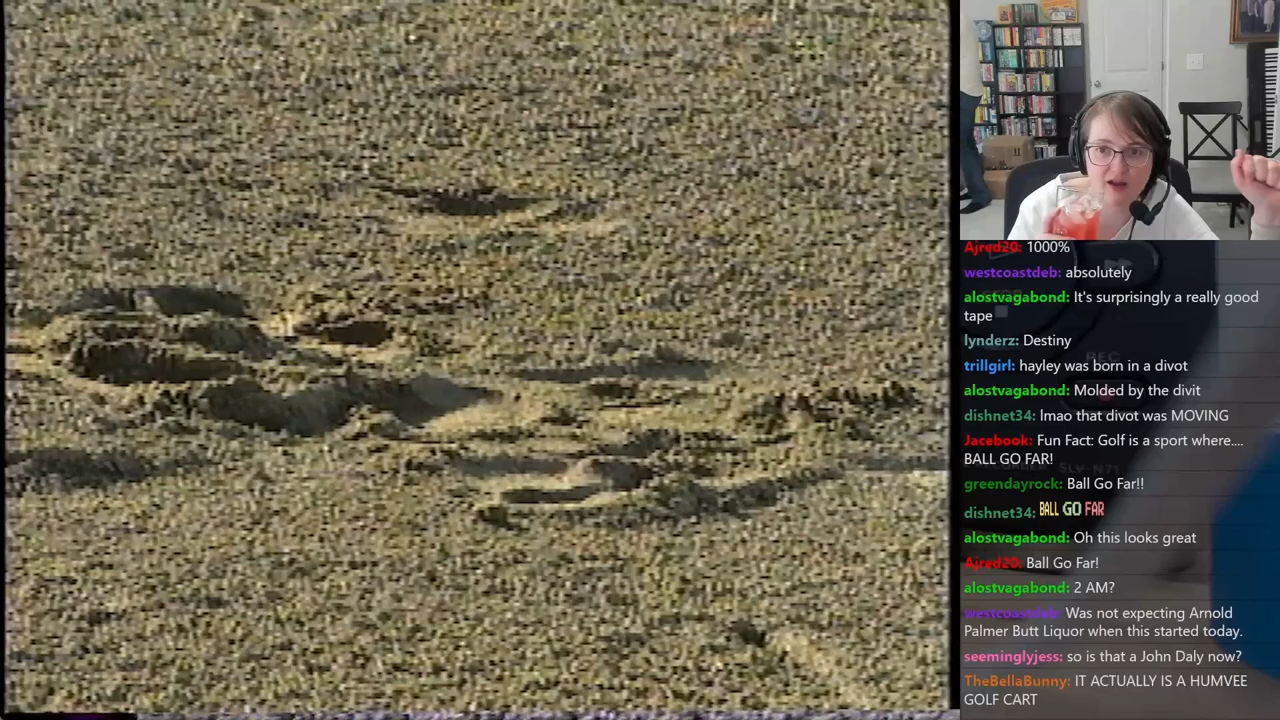 Ajred20: 1000%
westcoastdeb: absolutely
alostvagabond: It's surprisingly a really good
tape
lynderz: Destiny
trillgirl: hayley was born in a divot
alostvagabond: Molded by the divit
dishnet34: lmao that divot was MOVING
REC
Jacebook: Fun Fact: Golf is a sport where....
BALL GO FAR!
SLV-N71
greendayrock: Ball Go Far!!
dishnet34: BALL GO FAR
alostvagabond: Oh this looks great
Ajred20: Ball Go Far!
alostvagabond: 2 AM?
westcoastdeb: Was not expecting Arnold
Palmer Butt Liquor when this started today.
seeminglyjess: so is that a John Daly now?
TheBellaBunny: IT ACTUALLY IS A HUMVEE
GOLF CART